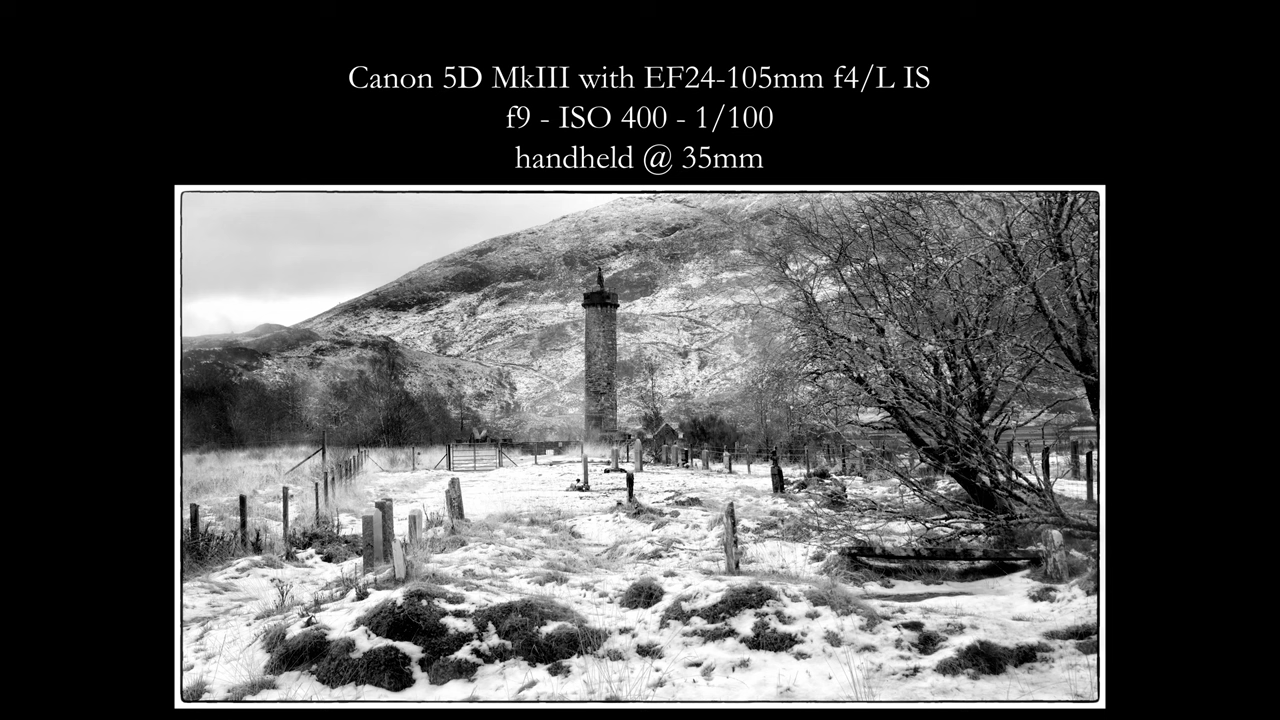 Canon 5D MkIII with EF24-105mm f4/L IS
f9 - ISO 400 - 1/100
handheld @ 35mm